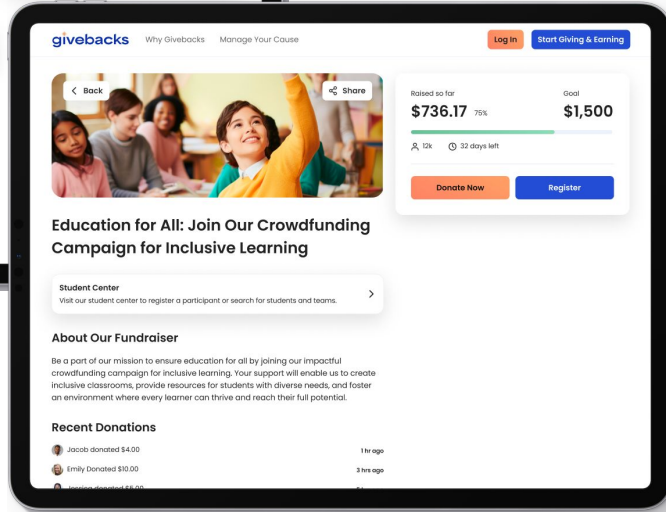 givebacks
Why Givebacks Manage Your Cause
Log In
Start Giving & Earning
Back
Share
Raised so far
Goal
$736.17 75%
$1,500
12k 32 days left
Donate Now
Register
Education for All: Join Our Crowdfunding
Campaign for Inclusive Learning
Student Center
Visit our student center to register a participant or search for students and teams.
About Our Fundraiser
Be a part of our mission to ensure education for all by joining our impactful
crowdfunding campaign for inclusive learning. Your support will enable us to create
inclusive classrooms, provide resources for students with diverse needs, and foster
an environment where every learner can thrive and reach their full potential.
Recent Donations
Jacob donated $4.00 1 hr ago
Emily Donated $10.00 3 hrs ago
Jessica donated $5.00